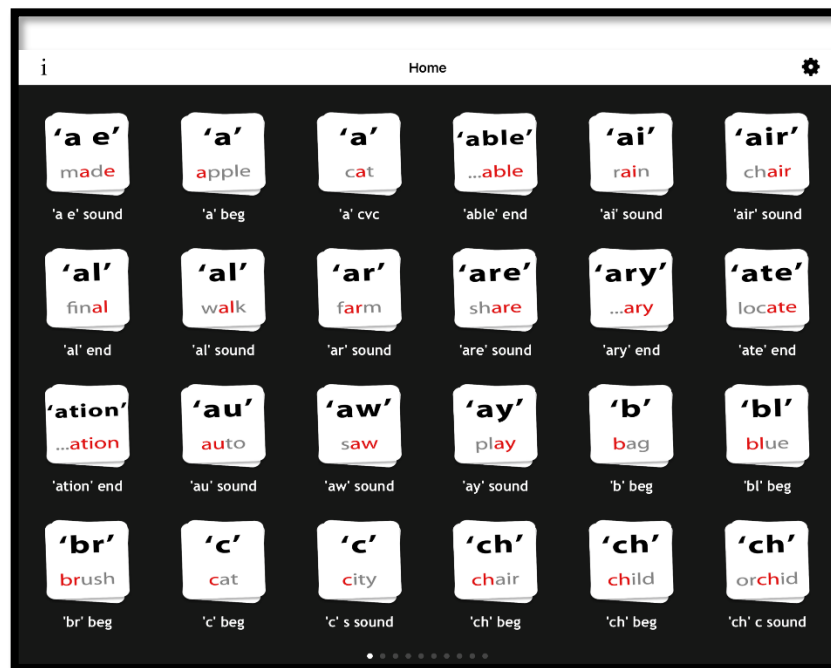 i Home
‘a e’ ‘a’ ‘a’ ‘able’ ‘ai’ ‘air’
made apple cat ...able rain chair
'a e' sound 'a' beg 'a' cvc 'able' end 'ai' sound 'air' sound
‘al’ ‘al’ ‘ar’ ‘are’ ‘ary’ ‘ate’
final walk farm share ...ary locate
'al' end 'al' sound 'ar' sound 'are' sound 'ary' end 'ate' end
‘ation’ ‘au’ ‘aw’ ‘ay’ ‘b’ ‘bl’
...ation auto saw play bag blue
'ation' end 'au' sound 'aw' sound 'ay' sound 'b' beg 'bl' beg
‘br’ ‘c’ ‘c’ ‘ch’ ‘ch’ ‘ch’
brush cat city chair child orchid
'br' beg 'c' beg 'c' s sound 'ch' beg 'ch' beg 'ch' c sound